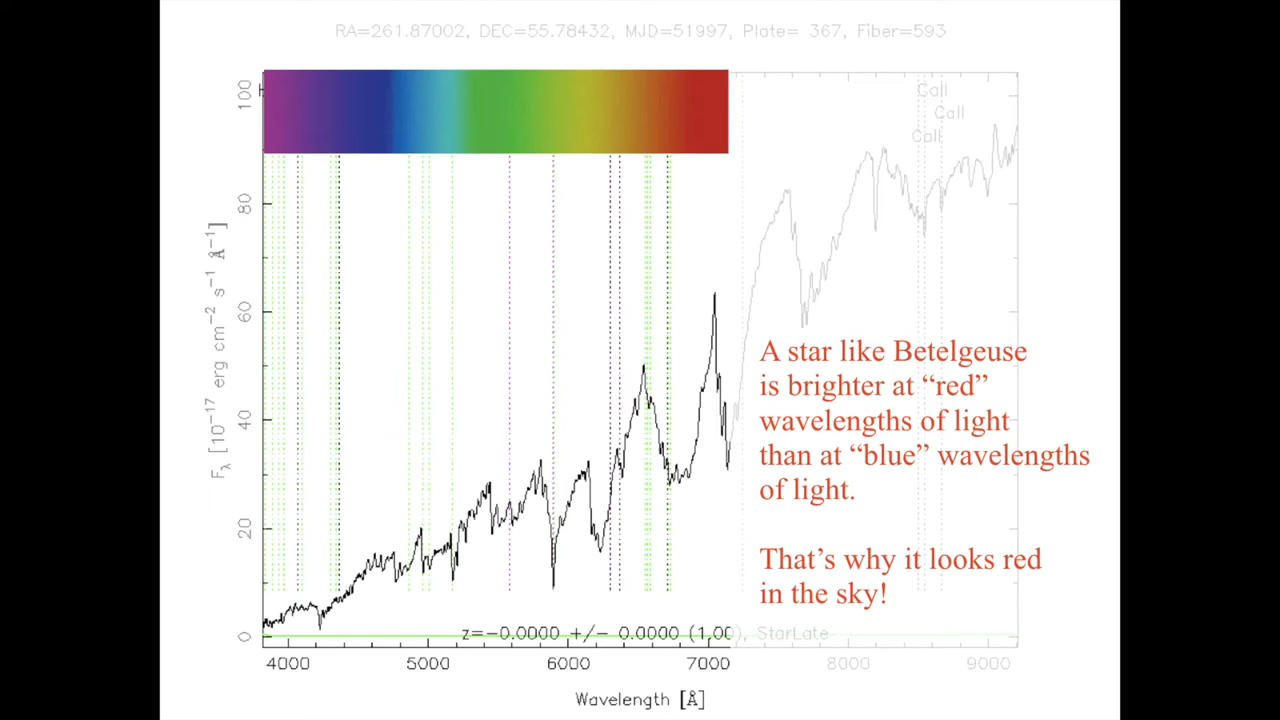 RA=261.87002, DEC=55.78432, MJD=51997, Plate= 367, Fiber=593
CaII
CaII
CaII
100
80
60
40
20
0
F_λ [10^−17 erg cm^−2 s^−1 Å^−1]
A star like Betelgeuse
is brighter at “red”
wavelengths of light
than at “blue” wavelengths
of light.
That’s why it looks red
in the sky!
z=−0.0000 +/− 0.0000 (1.00), StarLate
4000 5000 6000 7000 8000 9000
Wavelength [Å]